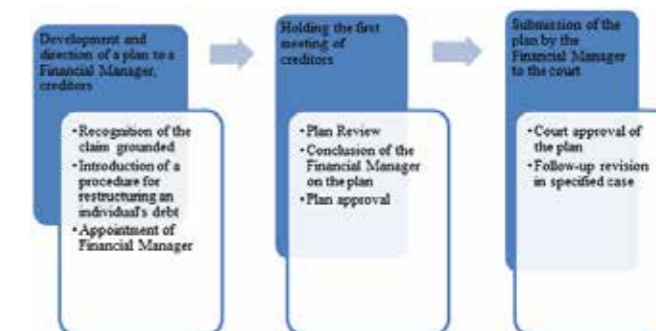 Development and
direction of a plan to a
Financial Manager,
creditors
• Recognition of the
claim grounded
• Introduction of a
procedure for
restructuring an
individual's debt
• Appointment of
Financial Manager
Holding the first
meeting of
creditors
• Plan Review
• Conclusion of the
Financial Manager
on the plan
• Plan approval
Submission of the
plan by the
Financial Manager
to the court
• Court approval of
the plan
• Follow-up revision
in specified case